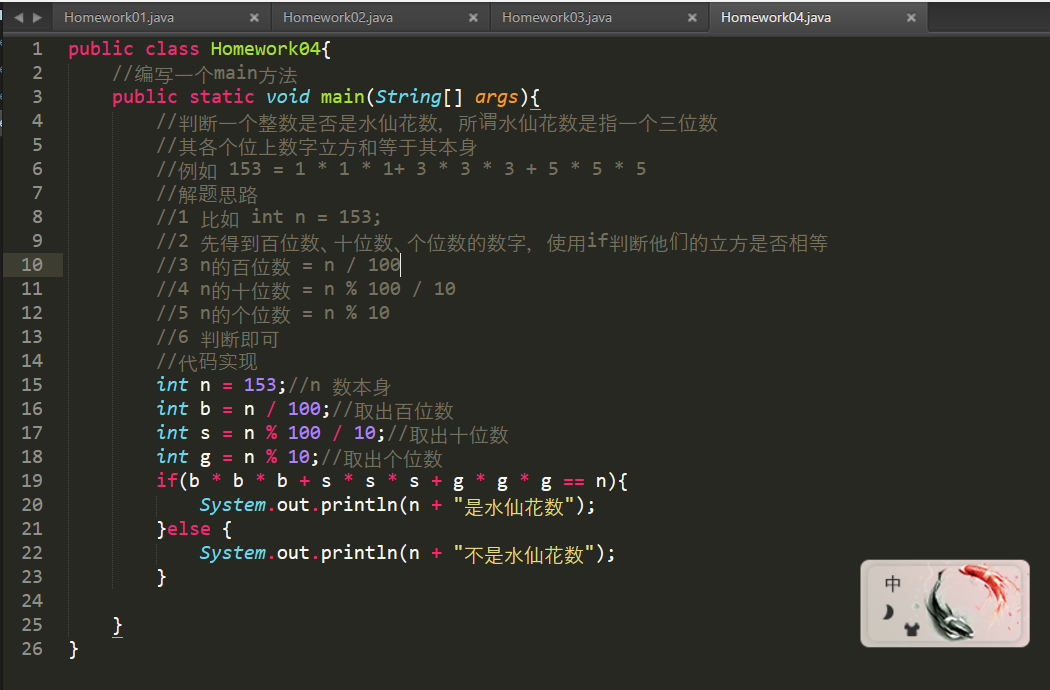 Homework01.java × Homework02.java × Homework03.java × Homework04.java ×
1 public class Homework04{
2 //编写一个main方法
3 public static void main(String[] args){
4 //判断一个整数是否是水仙花数，所谓水仙花数是指一个三位数
5 //其各个位上数字立方和等于其本身
6 //例如 153 = 1 * 1 * 1+ 3 * 3 * 3 + 5 * 5 * 5
7 //解题思路
8 //1 比如 int n = 153;
9 //2 先得到百位数、十位数、个位数的数字，使用if判断他们的立方是否相等
10 //3 n的百位数 = n / 100
11 //4 n的十位数 = n % 100 / 10
12 //5 n的个位数 = n % 10
13 //6 判断即可
14 //代码实现
15 int n = 153;//n 数本身
16 int b = n / 100;//取出百位数
17 int s = n % 100 / 10;//取出十位数
18 int g = n % 10;//取出个位数
19 if(b * b * b + s * s * s + g * g * g == n){
20 System.out.println(n + "是水仙花数");
21 }else {
22 System.out.println(n + "不是水仙花数");
23 }
24
25 }
26 }
中